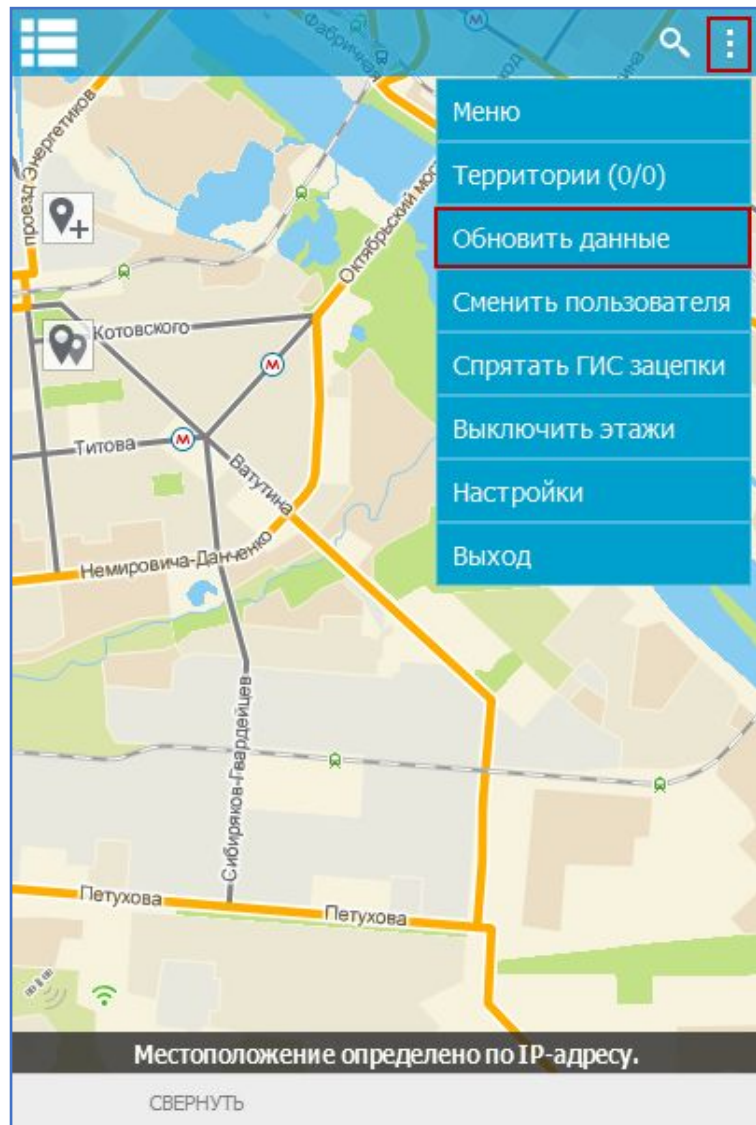 Фабричная
М
Меню
проезд Энергетиков
Территории (0/0)
Октябрьский мост
Обновить данные
Сменить пользователя
Котовского
Спрятать ГИС зацепки
М
Выключить этажи
Титова
М
Ватутина
Настройки
Немировича-Данченко
Выход
Сибиряков-Гвардейцев
Петухова
Петухова
Местоположение определено по IP-адресу.
СВЕРНУТЬ